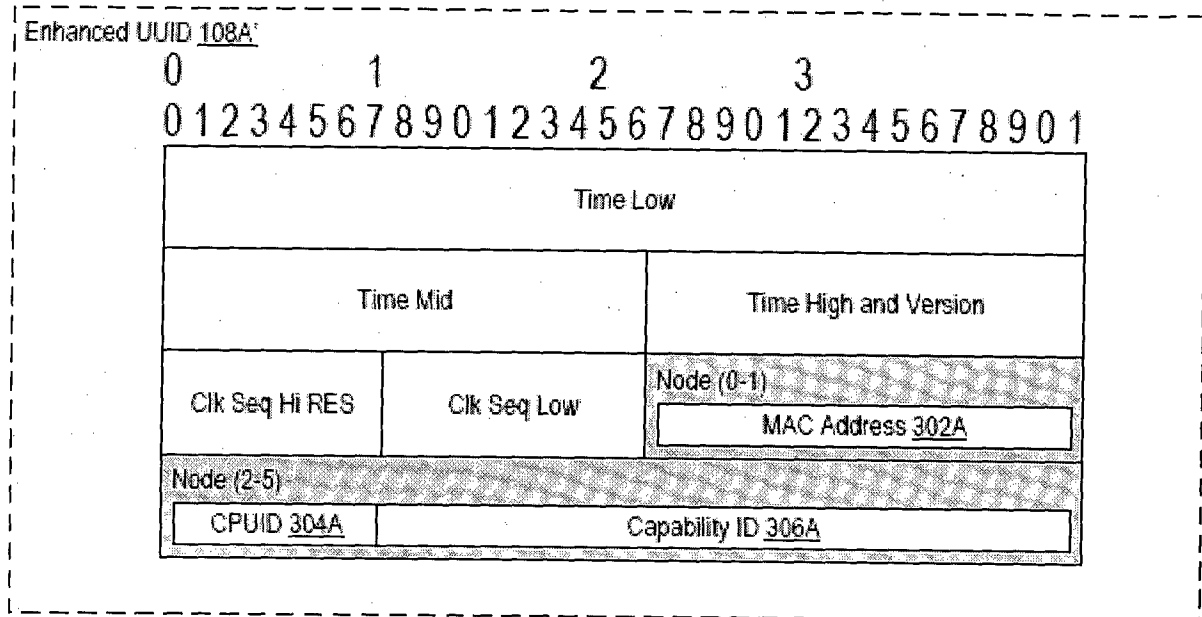 Enhanced UUID 108A'
0 1 2 3
0 1 2 3 4 5 6 7 8 9 0 1 2 3 4 5 6 7 8 9 0 1 2 3 4 5 6 7 8 9 0 1
Time Low
Time Mid Time High and Version
Clk Seq Hi RES Clk Seq Low Node (0-1)
MAC Address 302A
Node (2-5)
CPUID 304A Capability ID 306A